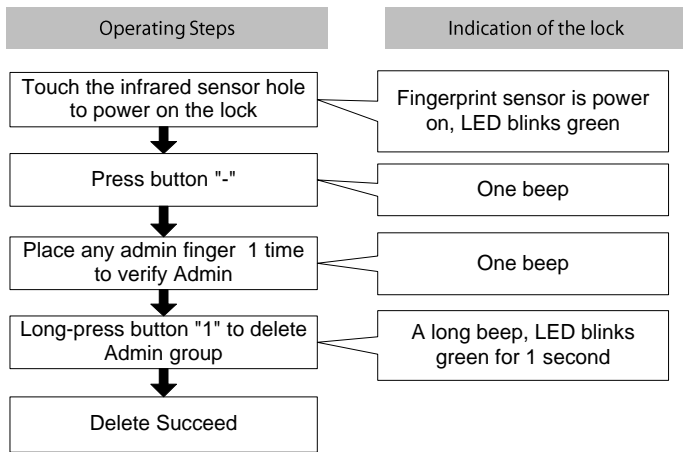 Operating Steps
Indication of the lock
Touch the infrared sensor hole
to power on the lock
Fingerprint sensor is power
on, LED blinks green
Press button "-"
One beep
Place any admin finger  1 time
to verify Admin
One beep
Long-press button "1" to delete
Admin group
A long beep, LED blinks
green for 1 second
Delete Succeed